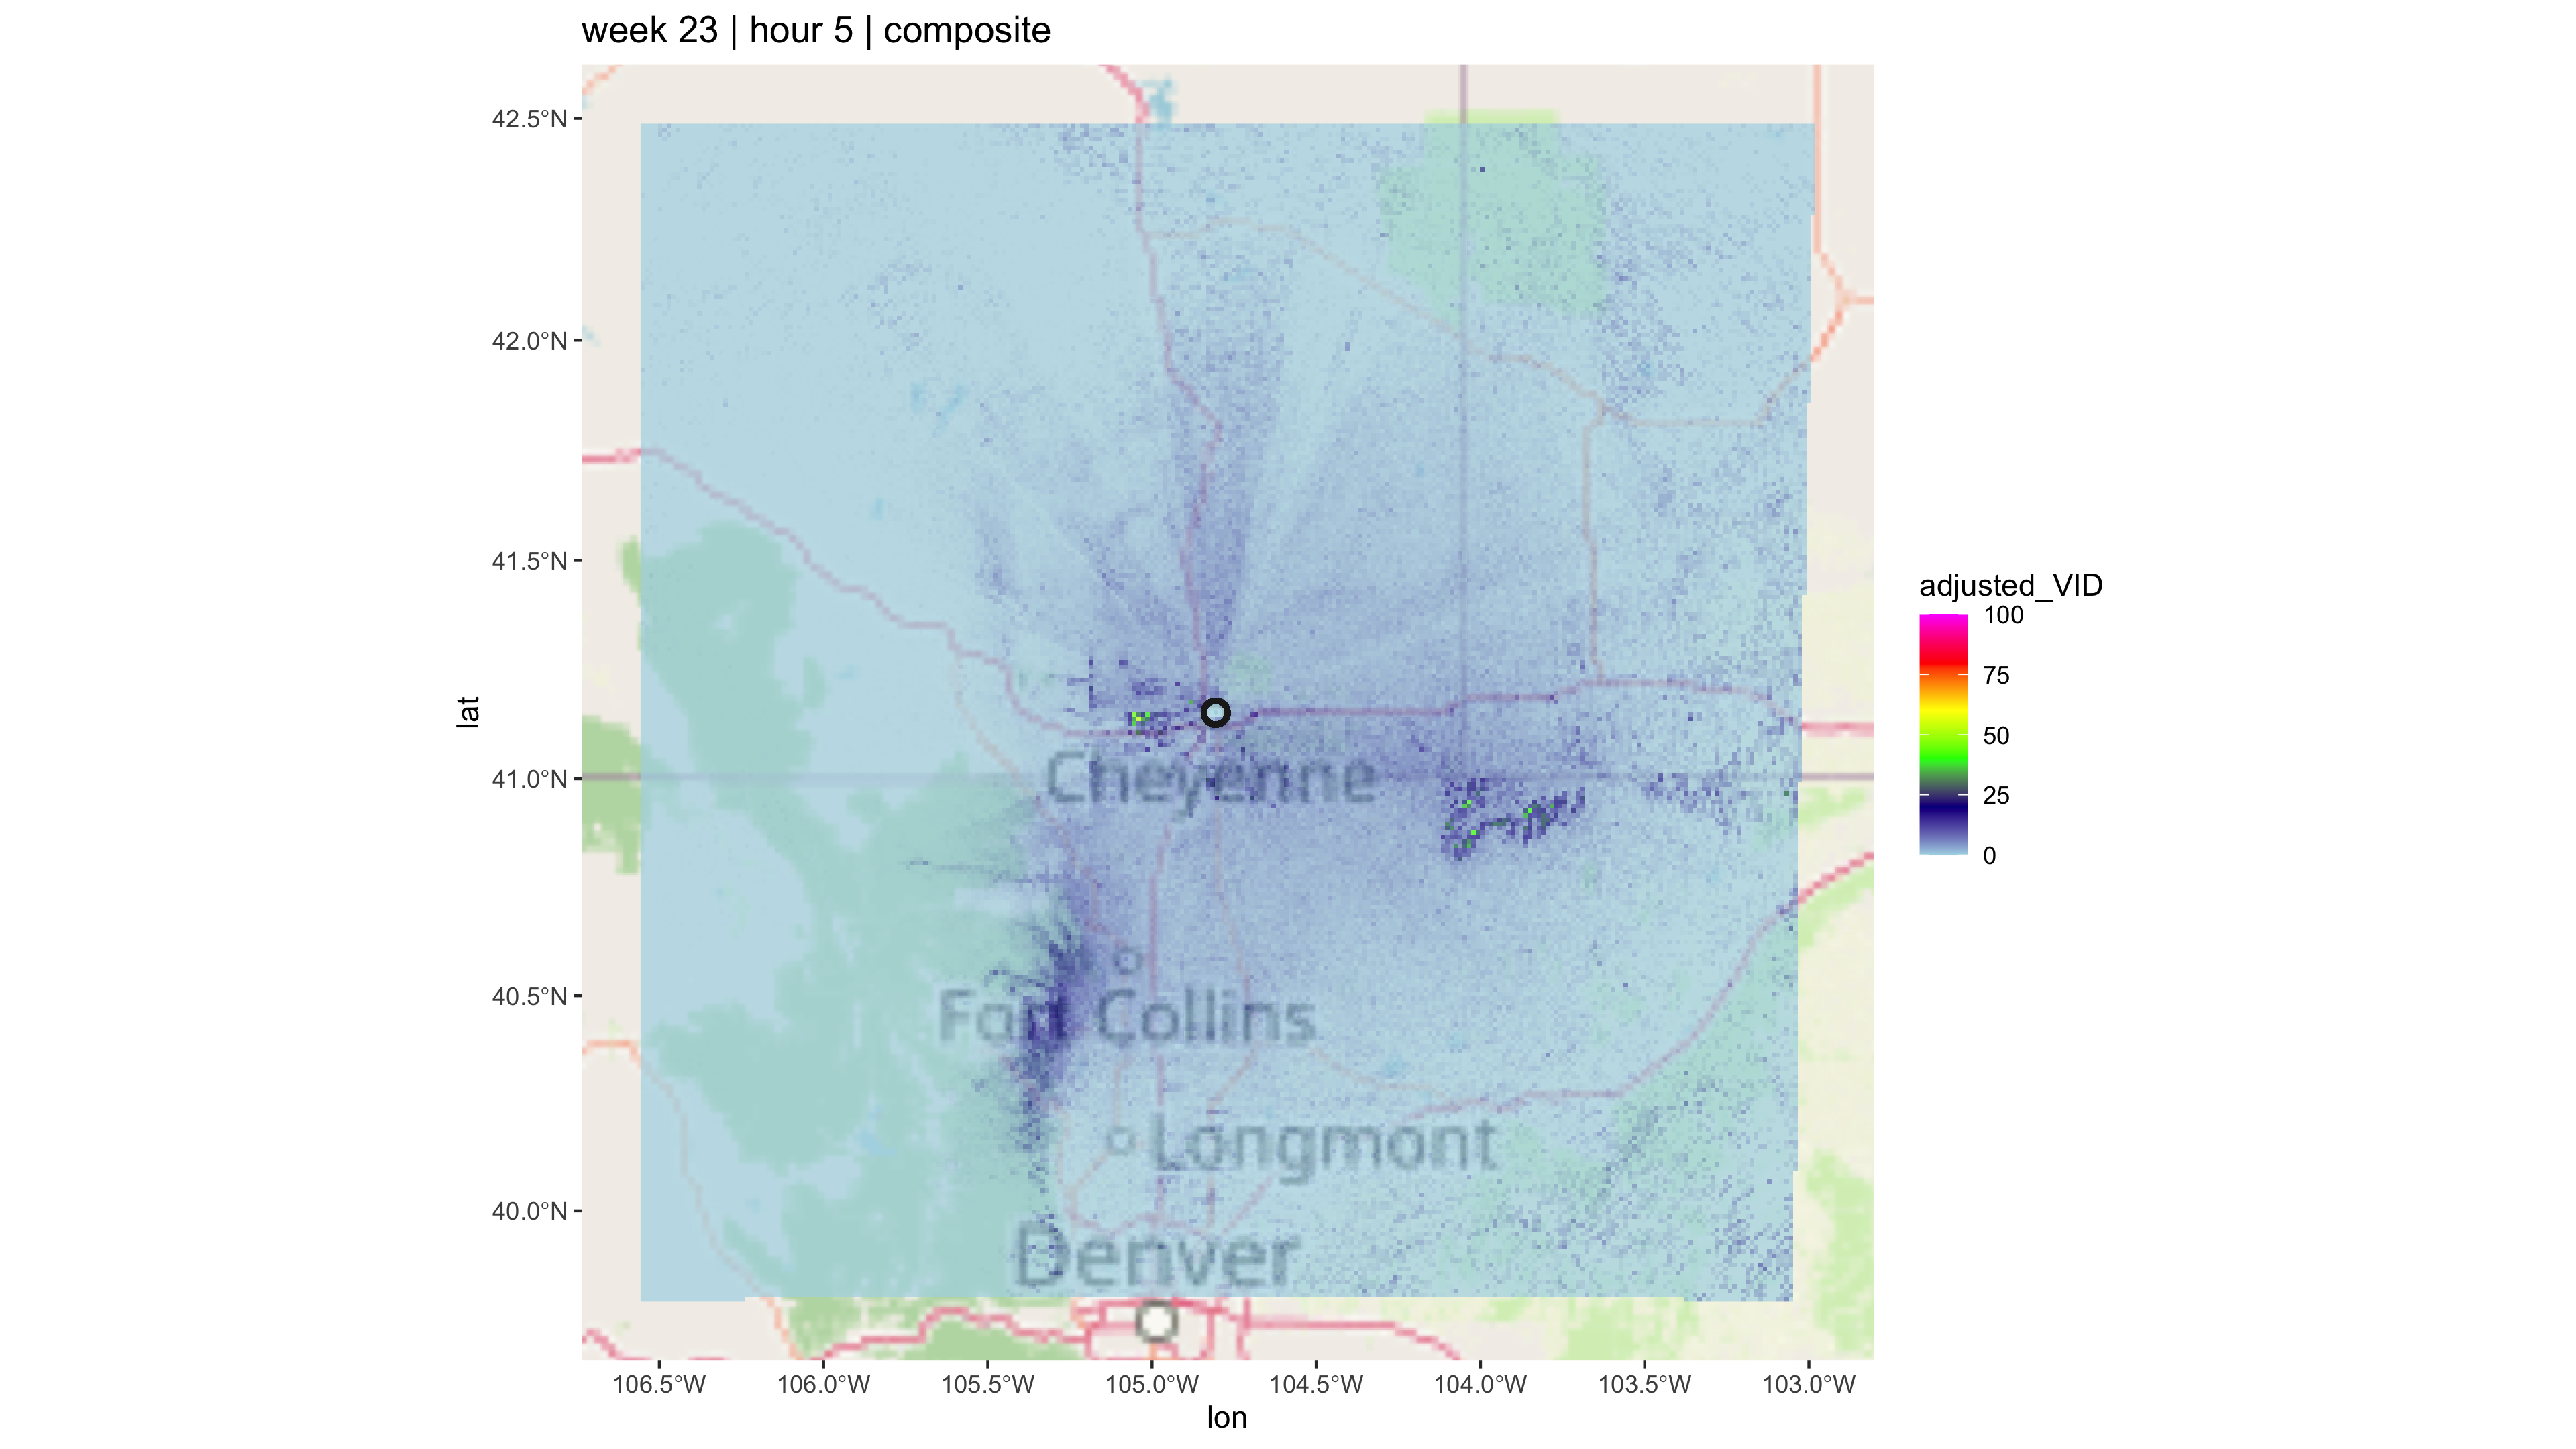 week 23 | hour 5 | composite
42.5°N
42.0°N
41.5°N
41.0°N
40.5°N
40.0°N
lat
Cheyenne
Fort Collins
Longmont
Denver
106.5°W 106.0°W 105.5°W 105.0°W 104.5°W 104.0°W 103.5°W 103.0°W
lon
adjusted_VID
100
75
50
25
0